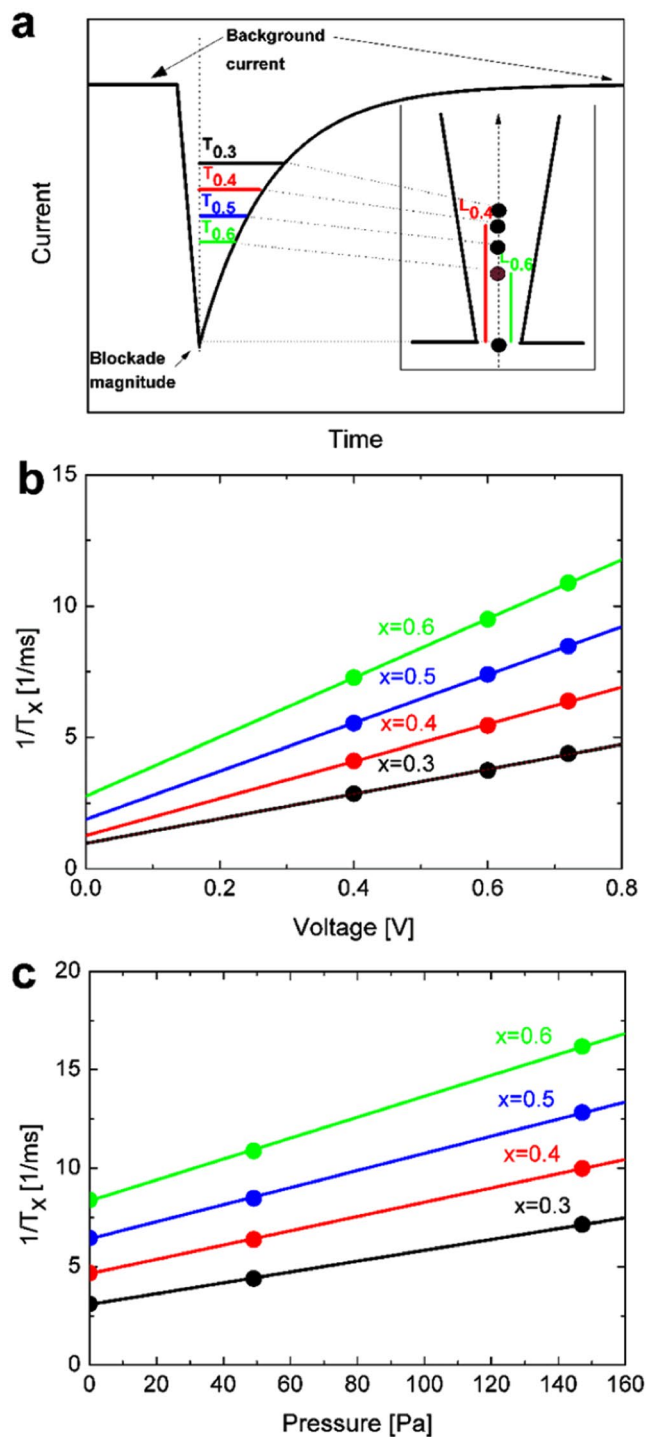 a
Background
current
T0.3
T0.4
T0.5
T0.6
L0.4
L0.6
Current
Blockade
magnitude
Time
b
15
10
5
0
1/TX [1/ms]
x=0.6
x=0.5
x=0.4
x=0.3
0.0 0.2 0.4 0.6 0.8
Voltage [V]
c
20
15
10
5
0
1/TX [1/ms]
x=0.6
x=0.5
x=0.4
x=0.3
0 20 40 60 80 100 120 140 160
Pressure [Pa]